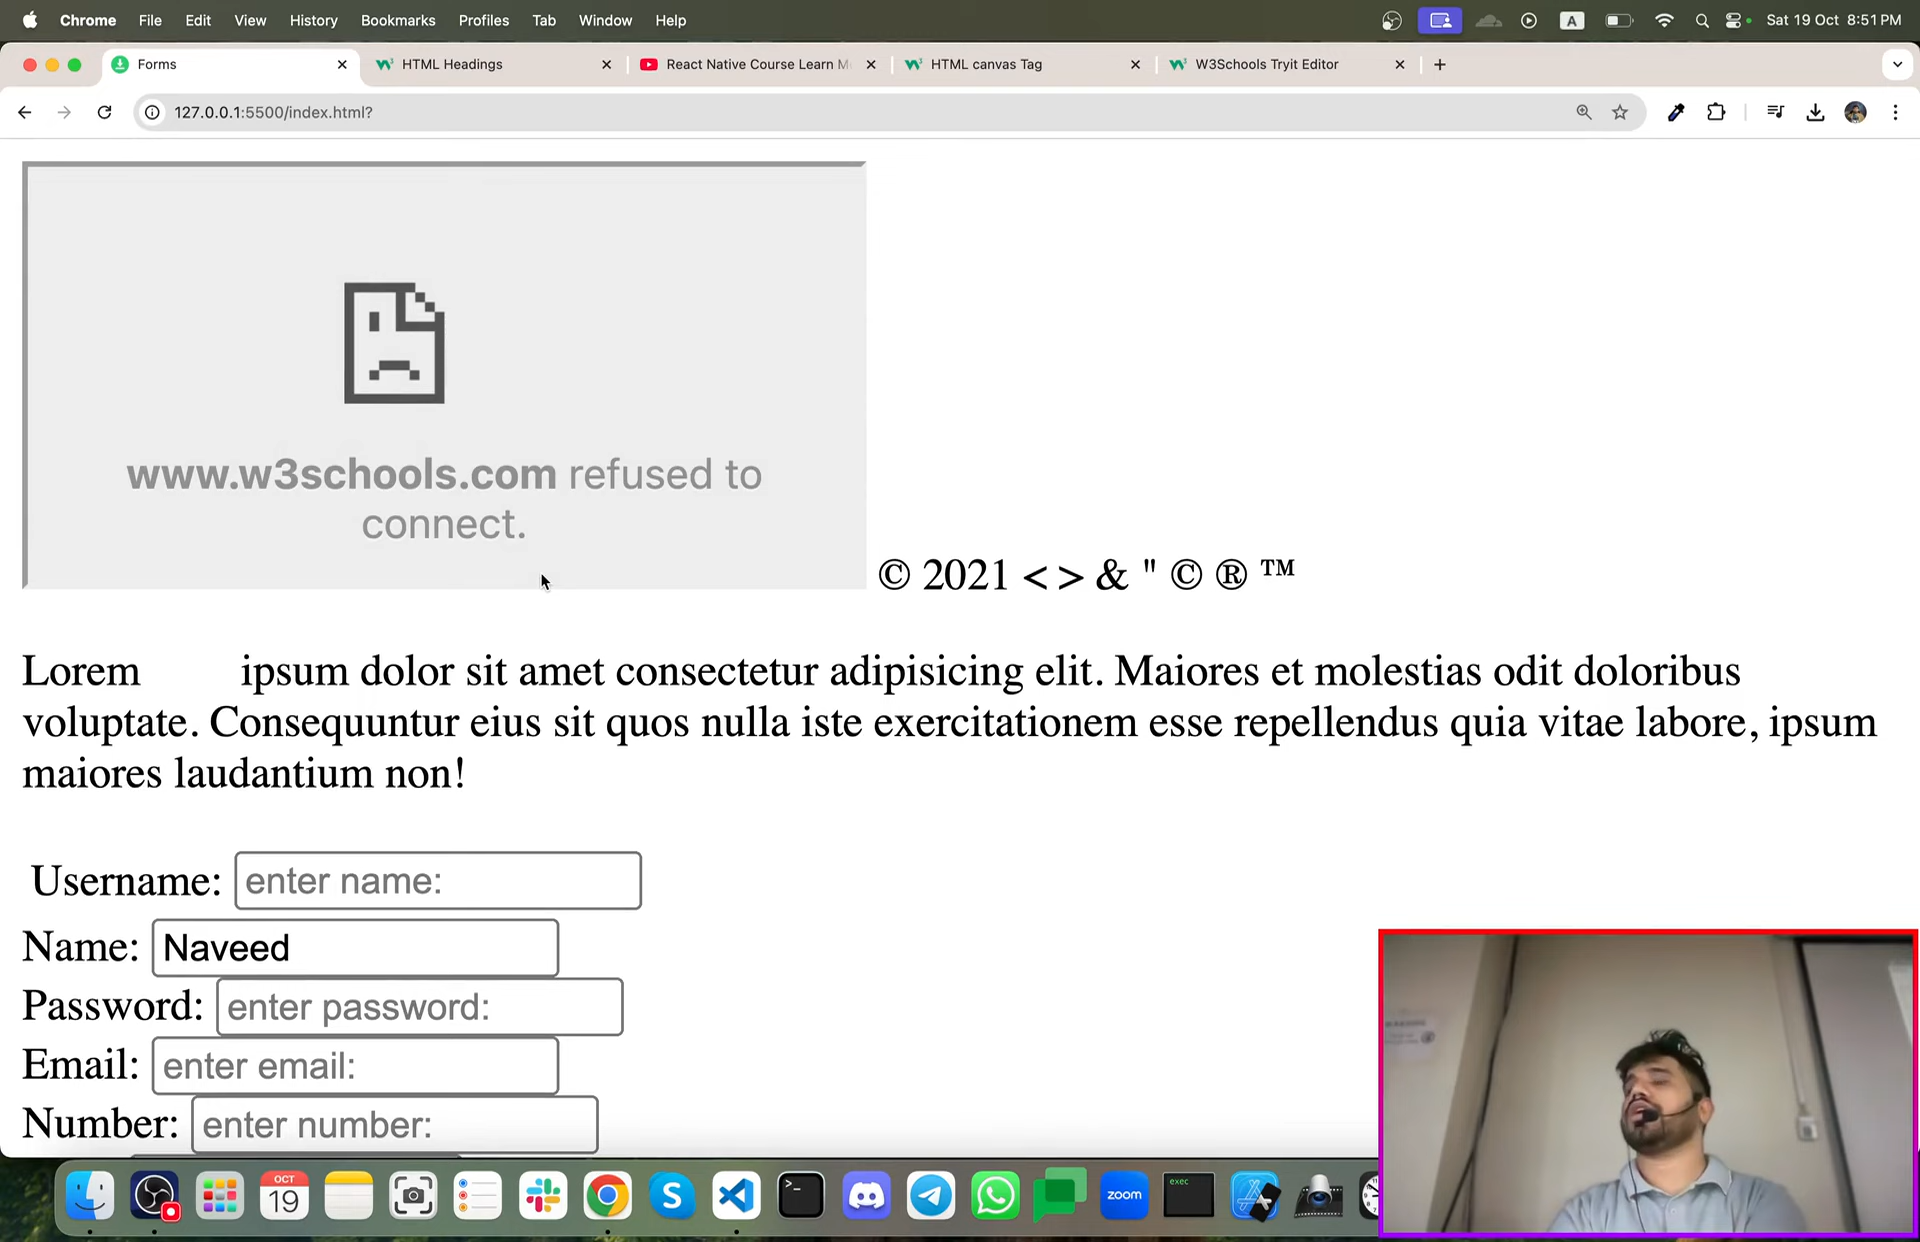 Chrome File Edit View History Bookmarks Profiles Tab Window Help A Sat 19 Oct 8:51 PM
Forms HTML Headings React Native Course Learn HTML canvas Tag W3Schools Tryit Editor
127.0.0.1:5500/index.html?
www.w3schools.com refused to
connect.
© 2021 < > & " © ® ™
Lorem ipsum dolor sit amet consectetur adipisicing elit. Maiores et molestias odit doloribus
voluptate. Consequuntur eius sit quos nulla iste exercitationem esse repellendus quia vitae labore, ipsum
maiores laudantium non!
Username: enter name:
Name: Naveed
Password: enter password:
Email: enter email:
Number: enter number:
OCT
19
S
>_
zoom
exec